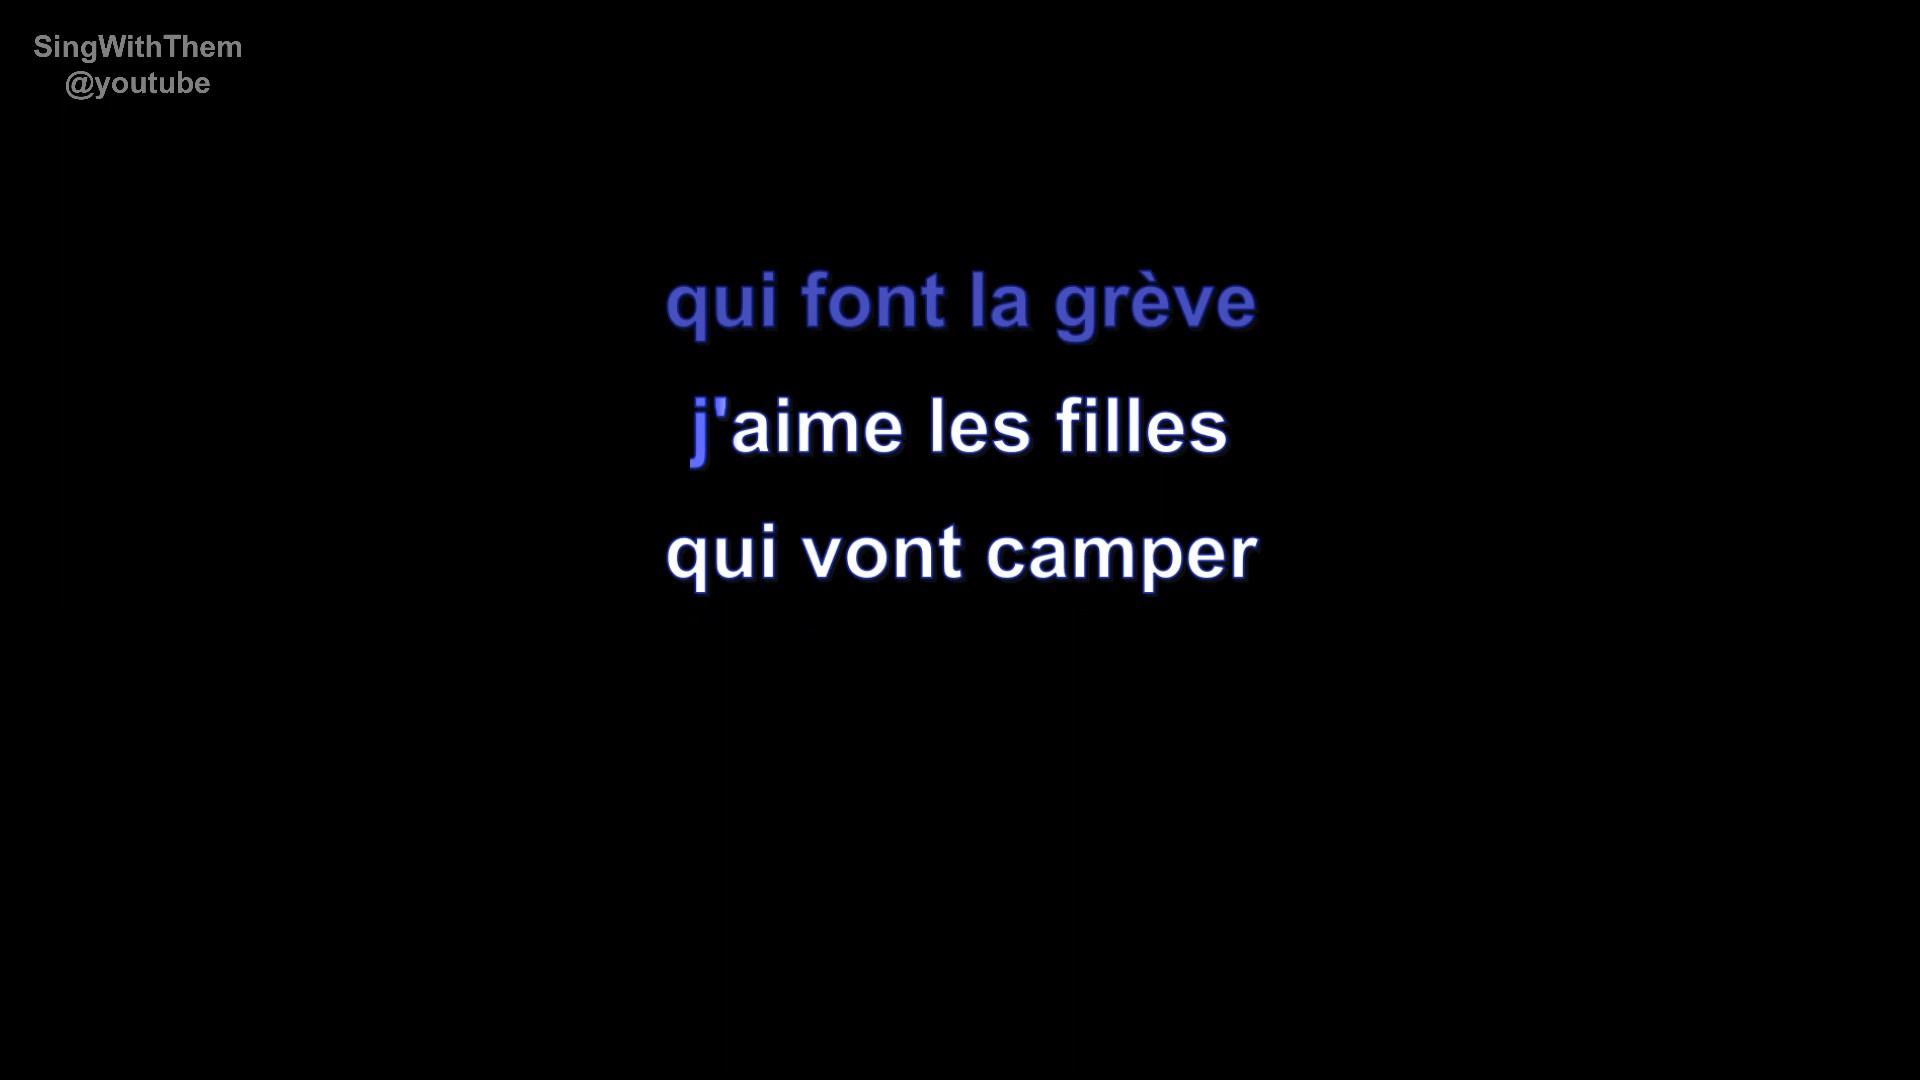 SingWithThem
@youtube
qui font la grève
j'aime les filles
qui vont camper